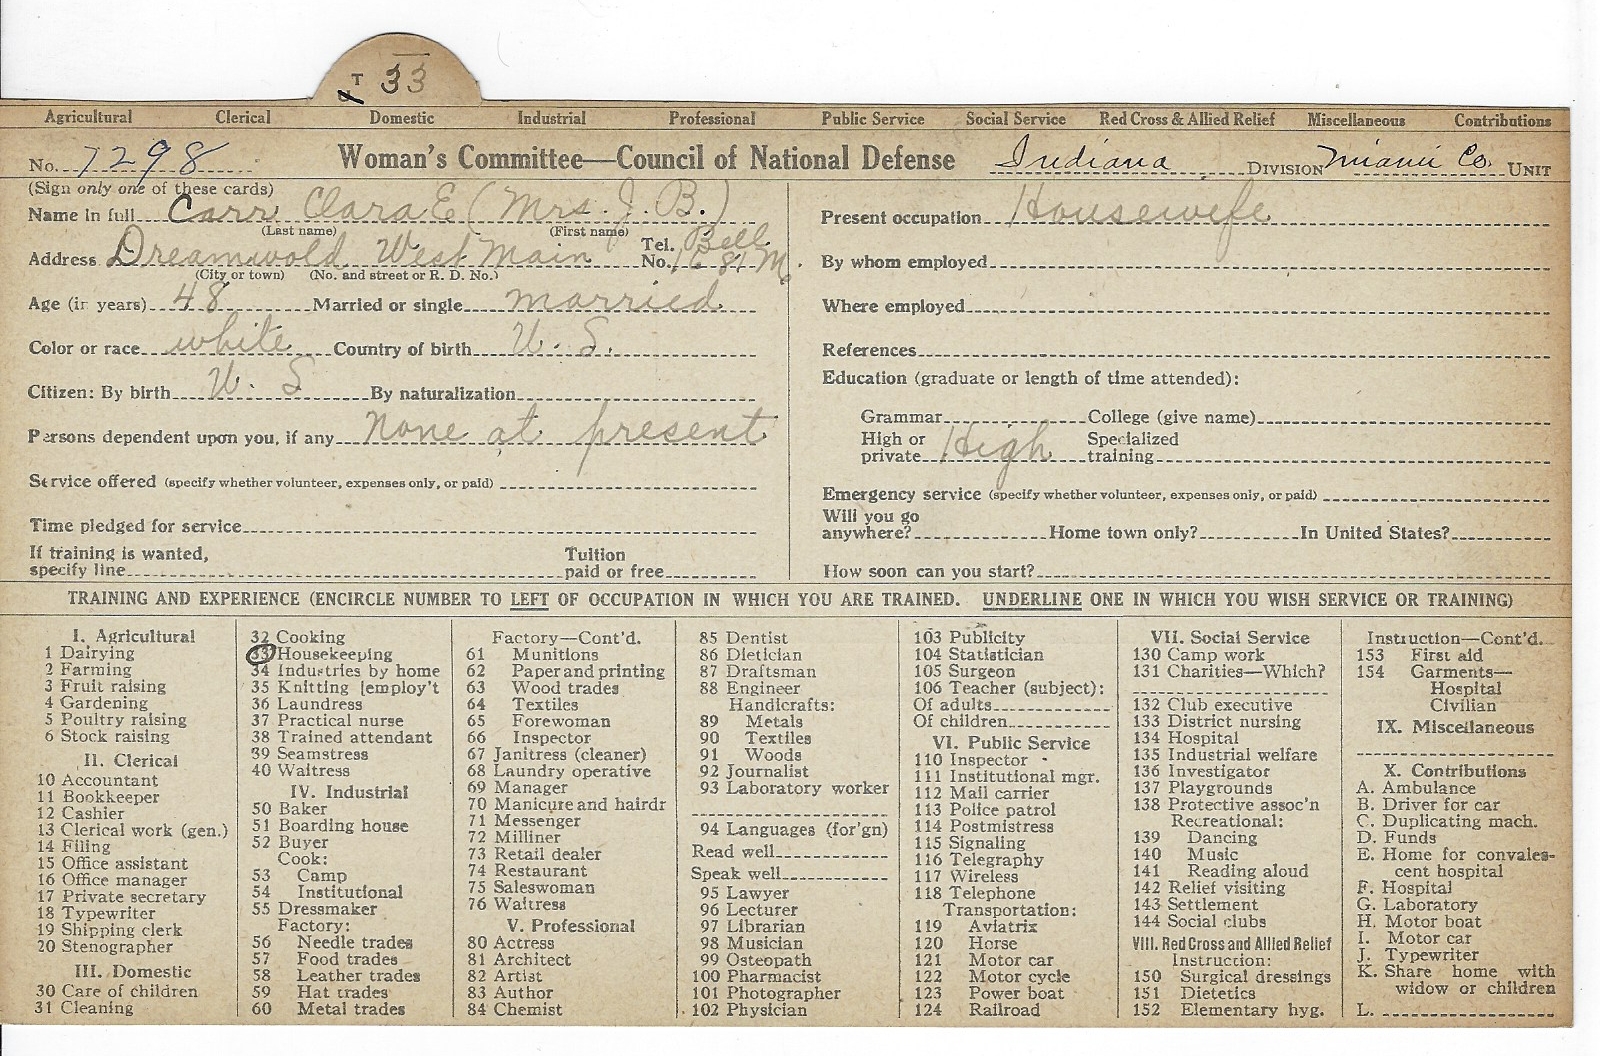 T 33
Agricultural Clerical Domestic Industrial Professional Public Service Social Service Red Cross & Allied Relief Miscellaneous Contributions
No. 7298 Woman's Committee—Council of National Defense Indiana DIVISION Miami Co. UNIT
(Sign only one of these cards)
Name in full Carr Clara E (Mrs. J. B.)
(Last name) (First name)
Address Dreamwold West Main Tel. No. Bell
(City or town) (No. and street or R. D. No.)
Age (in years) 48 Married or single married
Color or race white Country of birth U. S.
Citizen: By birth U. S By naturalization
Persons dependent upon you, if any None at present
Service offered (specify whether volunteer, expenses only, or paid)
Time pledged for service
If training is wanted, specify line Tuition paid or free
Present occupation Housewife
By whom employed
Where employed
References
Education (graduate or length of time attended):
Grammar College (give name)
High or private High Specialized training
Emergency service (specify whether volunteer, expenses only, or paid)
Will you go anywhere? Home town only? In United States?
How soon can you start?
TRAINING AND EXPERIENCE (ENCIRCLE NUMBER TO LEFT OF OCCUPATION IN WHICH YOU ARE TRAINED. UNDERLINE ONE IN WHICH YOU WISH SERVICE OR TRAINING)
I. Agricultural
1 Dairying
2 Farming
3 Fruit raising
4 Gardening
5 Poultry raising
6 Stock raising
II. Clerical
10 Accountant
11 Bookkeeper
12 Cashier
13 Clerical work (gen.)
14 Filing
15 Office assistant
16 Office manager
17 Private secretary
18 Typewriter
19 Shipping clerk
20 Stenographer
III. Domestic
30 Care of children
31 Cleaning
32 Cooking
33 Housekeeping
34 Industries by home
35 Knitting [employ't
36 Laundress
37 Practical nurse
38 Trained attendant
39 Seamstress
40 Waitress
IV. Industrial
50 Baker
51 Boarding house
52 Buyer
Cook:
53 Camp
54 Institutional
55 Dressmaker
Factory:
56 Needle trades
57 Food trades
58 Leather trades
59 Hat trades
60 Metal trades
Factory—Cont'd.
61 Munitions
62 Paper and printing
63 Wood trades
64 Textiles
65 Forewoman
66 Inspector
67 Janitress (cleaner)
68 Laundry operative
69 Manager
70 Manicure and hairdr
71 Messenger
72 Milliner
73 Retail dealer
74 Restaurant
75 Saleswoman
76 Waitress
V. Professional
80 Actress
81 Architect
82 Artist
83 Author
84 Chemist
85 Dentist
86 Dietician
87 Draftsman
88 Engineer
Handicrafts:
89 Metals
90 Textiles
91 Woods
92 Journalist
93 Laboratory worker
94 Languages (for'gn)
Read well
Speak well
95 Lawyer
96 Lecturer
97 Librarian
98 Musician
99 Osteopath
100 Pharmacist
101 Photographer
102 Physician
103 Publicity
104 Statistician
105 Surgeon
106 Teacher (subject):
Of adults
Of children
VI. Public Service
110 Inspector
111 Institutional mgr.
112 Mail carrier
113 Police patrol
114 Postmistress
115 Signaling
116 Telegraphy
117 Wireless
118 Telephone
Transportation:
119 Aviatrix
120 Horse
121 Motor car
122 Motor cycle
123 Power boat
124 Railroad
VII. Social Service
130 Camp work
131 Charities—Which?
132 Club executive
133 District nursing
134 Hospital
135 Industrial welfare
136 Investigator
137 Playgrounds
138 Protective assoc'n
Recreational:
139 Dancing
140 Music
141 Reading aloud
142 Relief visiting
143 Settlement
144 Social clubs
VIII. Red Cross and Allied Relief
Instruction:
150 Surgical dressings
151 Dietetics
152 Elementary hyg.
Instruction—Cont'd.
153 First aid
154 Garments—
Hospital
Civilian
IX. Miscellaneous
X. Contributions
A. Ambulance
B. Driver for car
C. Duplicating mach.
D. Funds
E. Home for convales-
cent hospital
F. Hospital
G. Laboratory
H. Motor boat
I. Motor car
J. Typewriter
K. Share home with
widow or children
L.